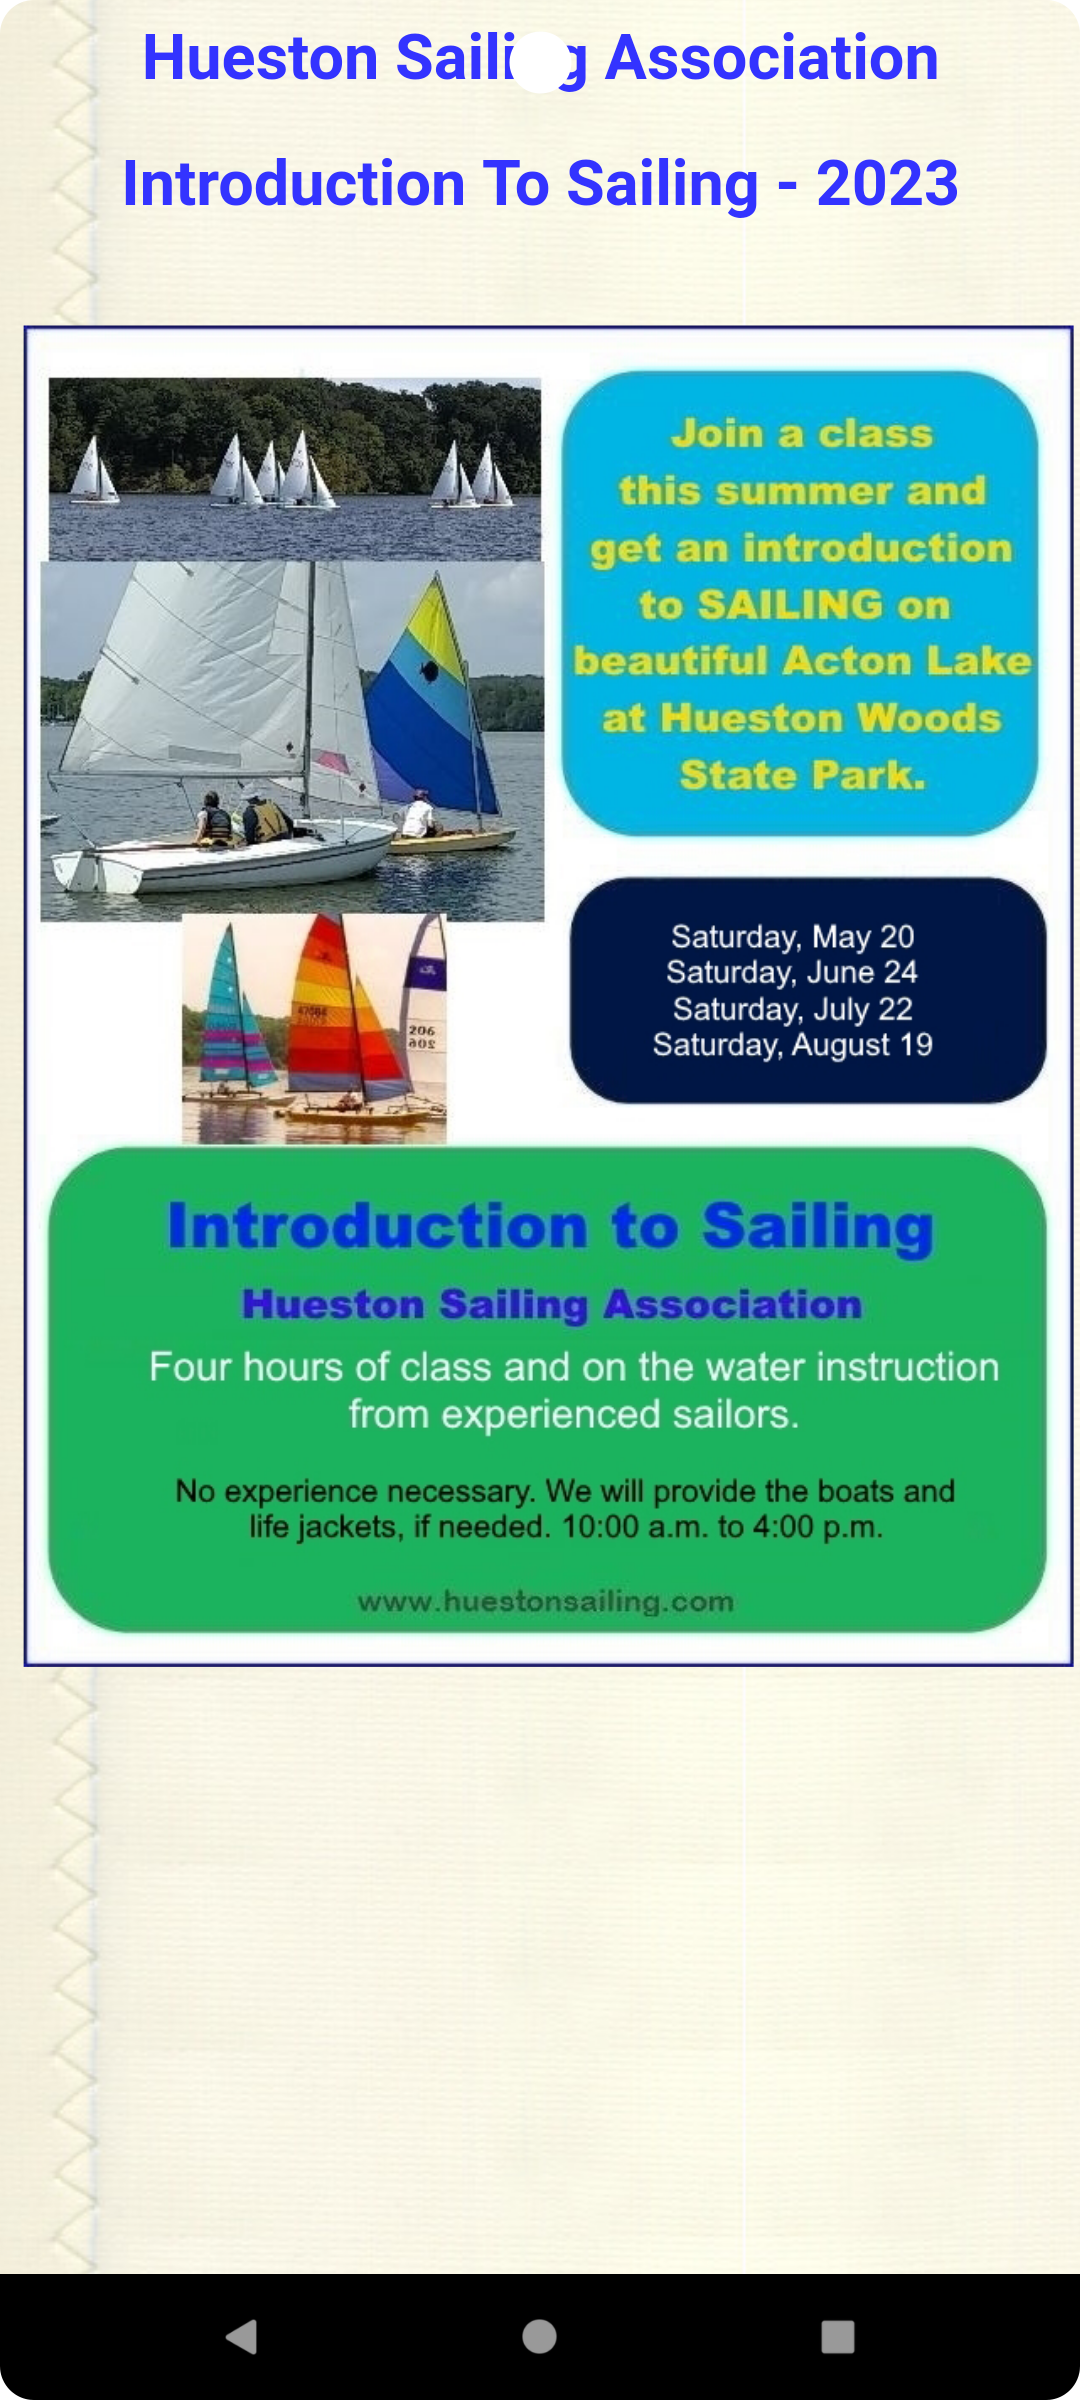 Hueston Sailing Association
Introduction To Sailing - 2023
Join a class
this summer and
get an introduction
to SAILING on
beautiful Acton Lake
at Hueston Woods
State Park.
Saturday, May 20
Saturday, June 24
Saturday, July 22
Saturday, August 19
47084
206
206
Introduction to Sailing
Hueston Sailing Association
Four hours of class and on the water instruction
from experienced sailors.
No experience necessary. We will provide the boats and
life jackets, if needed. 10:00 a.m. to 4:00 p.m.
www.huestonsailing.com